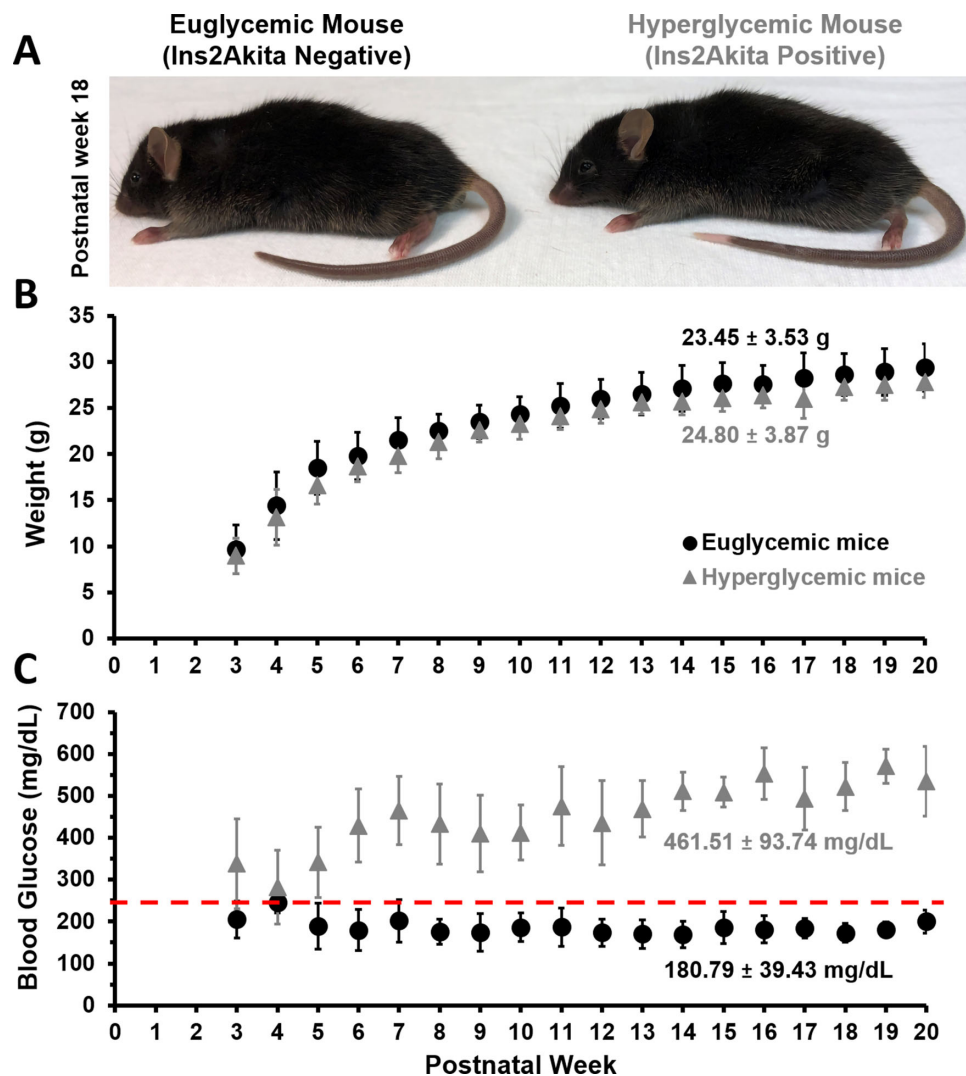 A
Euglycemic Mouse
(Ins2Akita Negative)
Hyperglycemic Mouse
(Ins2Akita Positive)
Postnatal week 18
B
Weight (g)
35
30
25
20
15
10
5
0
23.45 ± 3.53 g
24.80 ± 3.87 g
Euglycemic mice
Hyperglycemic mice
0 1 2 3 4 5 6 7 8 9 10 11 12 13 14 15 16 17 18 19 20
C
Blood Glucose (mg/dL)
700
600
500
400
300
200
100
0
461.51 ± 93.74 mg/dL
180.79 ± 39.43 mg/dL
0 1 2 3 4 5 6 7 8 9 10 11 12 13 14 15 16 17 18 19 20
Postnatal Week